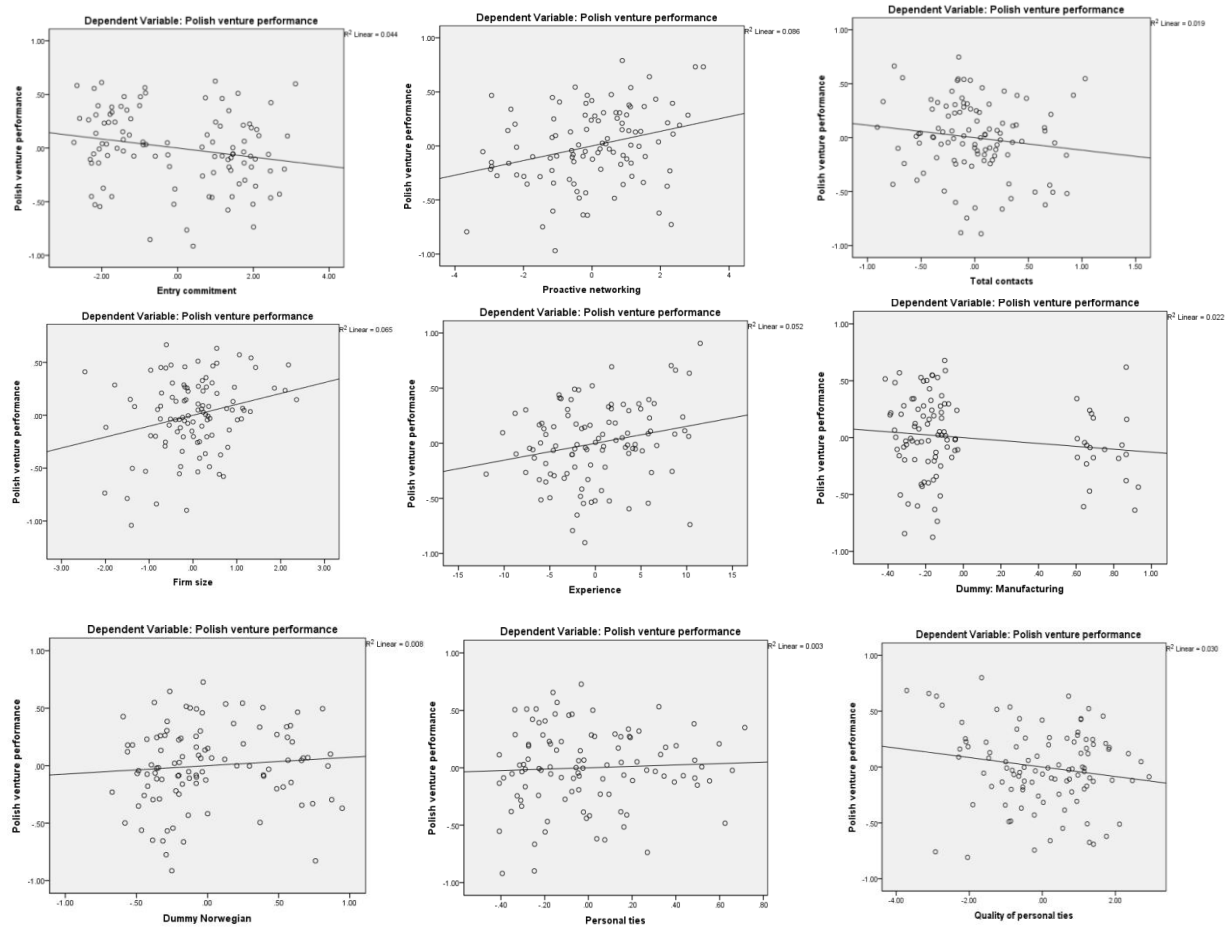 Dependent Variable: Polish venture performance
R2 Linear = 0.044
Polish venture performance
1.00
.50
.00
-.50
-1.00
-2.00 .00 2.00 4.00
Entry commitment
Dependent Variable: Polish venture performance
R2 Linear = 0.086
Polish venture performance
1.00
.50
.00
-.50
-1.00
-4 -2 0 2 4
Proactive networking
Dependent Variable: Polish venture performance
R2 Linear = 0.019
Polish venture performance
1.00
.50
.00
-.50
-1.00
-1.00 -.50 .00 .50 1.00 1.50
Total contacts
Dependent Variable: Polish venture performance
R2 Linear = 0.065
Polish venture performance
.50
.00
-.50
-1.00
-3.00 -2.00 -1.00 .00 1.00 2.00 3.00
Firm size
Dependent Variable: Polish venture performance
R2 Linear = 0.052
Polish venture performance
1.00
.50
.00
-.50
-1.00
-15 -10 -5 0 5 10 15
Experience
Dependent Variable: Polish venture performance
R2 Linear = 0.022
Polish venture performance
1.00
.50
.00
-.50
-1.00
-.40 -.20 .00 .20 .40 .60 .80 1.00
Dummy: Manufacturing
Dependent Variable: Polish venture performance
R2 Linear = 0.008
Polish venture performance
1.00
.50
.00
-.50
-1.00
-1.00 -.50 .00 .50 1.00
Dummy Norwegian
Dependent Variable: Polish venture performance
R2 Linear = 0.003
Polish venture performance
1.00
.50
.00
-.50
-1.00
-.40 -.20 .00 .20 .40 .60 .80
Personal ties
Dependent Variable: Polish venture performance
R2 Linear = 0.030
Polish venture performance
1.00
.50
.00
-.50
-1.00
-4.00 -2.00 .00 2.00
Quality of personal ties